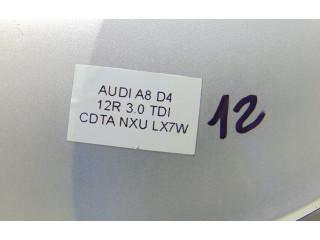 AUDI A8 D4
12R 3.0 TDI
CDTA NXU LX7W
12